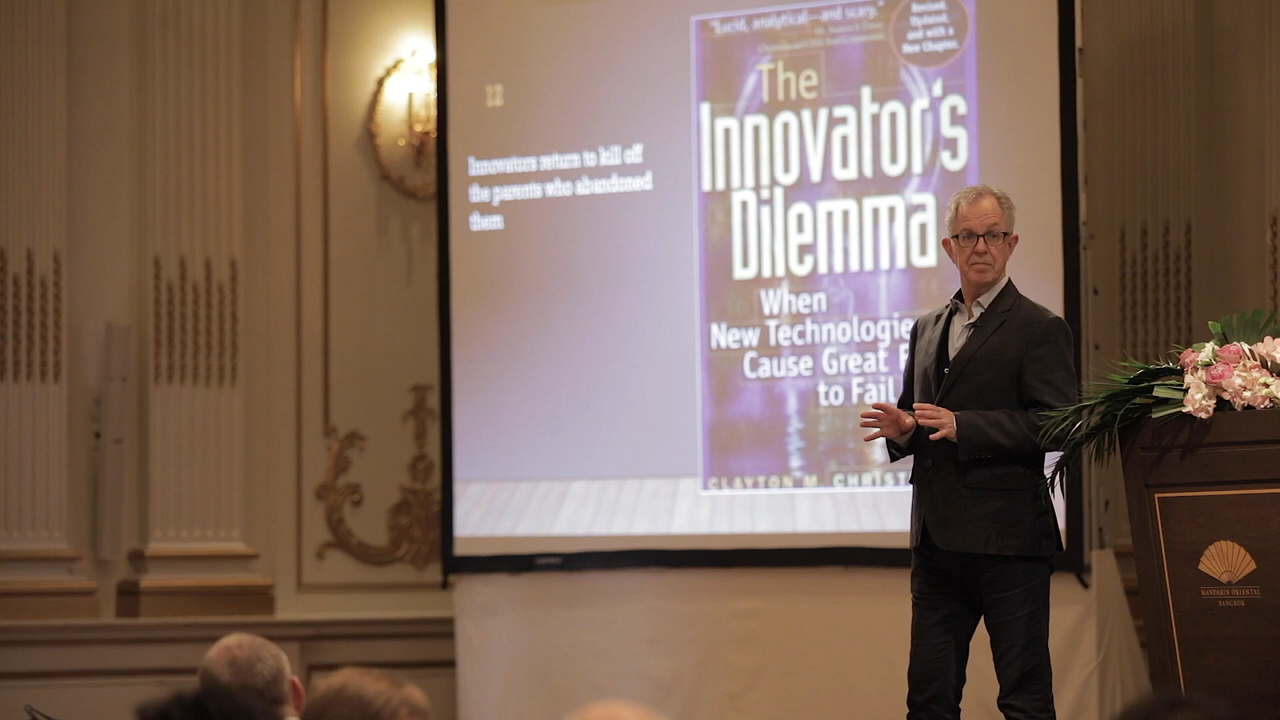 12
Innovators return to kill off
the parents who abandoned
them
"Lucid, analytical—and scary."
Revised,
Updated,
and with a
New Chapter
The
Innovator's
Dilemma
When
New Technologie
Cause Great
to Fail
CLAYTON M. CHRIST
MANDARIN ORIENTAL
BANGKOK